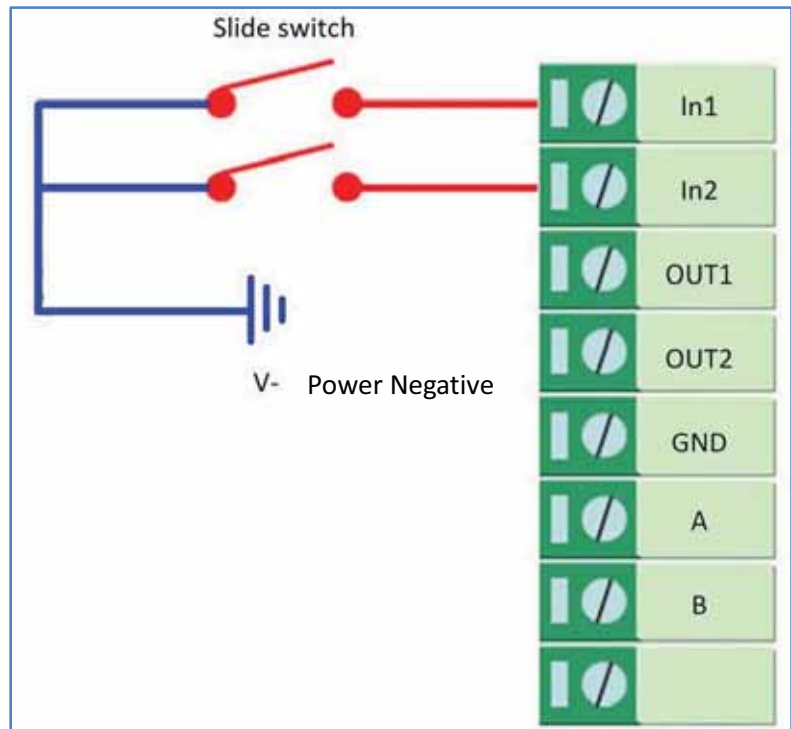 Slide switch
In1
In2
OUT1
OUT2
V- Power Negative
GND
A
B